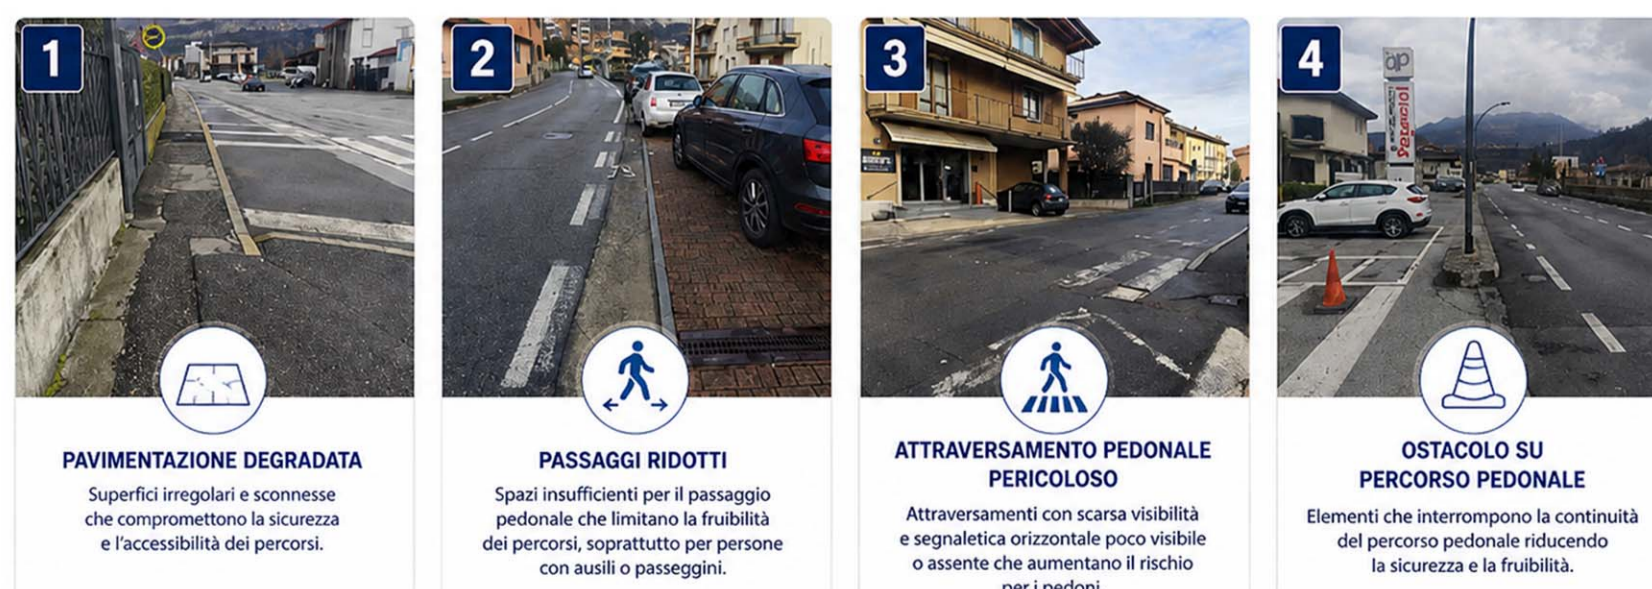 1
PAVIMENTAZIONE DEGRADATA
Superfici irregolari e sconnesse
che compromettono la sicurezza
e l'accessibilità dei percorsi.
2
PASSAGGI RIDOTTI
Spazi insufficienti per il passaggio
pedonale che limitano la fruibilità
dei percorsi, soprattutto per persone
con ausili o passeggini.
3
ATTRAVERSAMENTO PEDONALE
PERICOLOSO
Attraversamenti con scarsa visibilità
e segnaletica orizzontale poco visibile
o assente che aumentano il rischio
per i pedoni.
4
OSTACOLO SU
PERCORSO PEDONALE
Elementi che interrompono la continuità
del percorso pedonale riducendo
la sicurezza e la fruibilità.